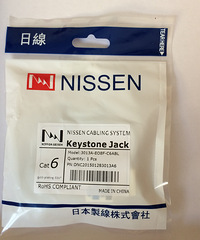 TEAR HERE
日線
NISSEN
NISSEN CABLING SYSTEM
Keystone Jack
Quantity: 1 Pcs
Cat 6
RoHS COMPLIANT
MADE IN CHINA
日本製線株式會社